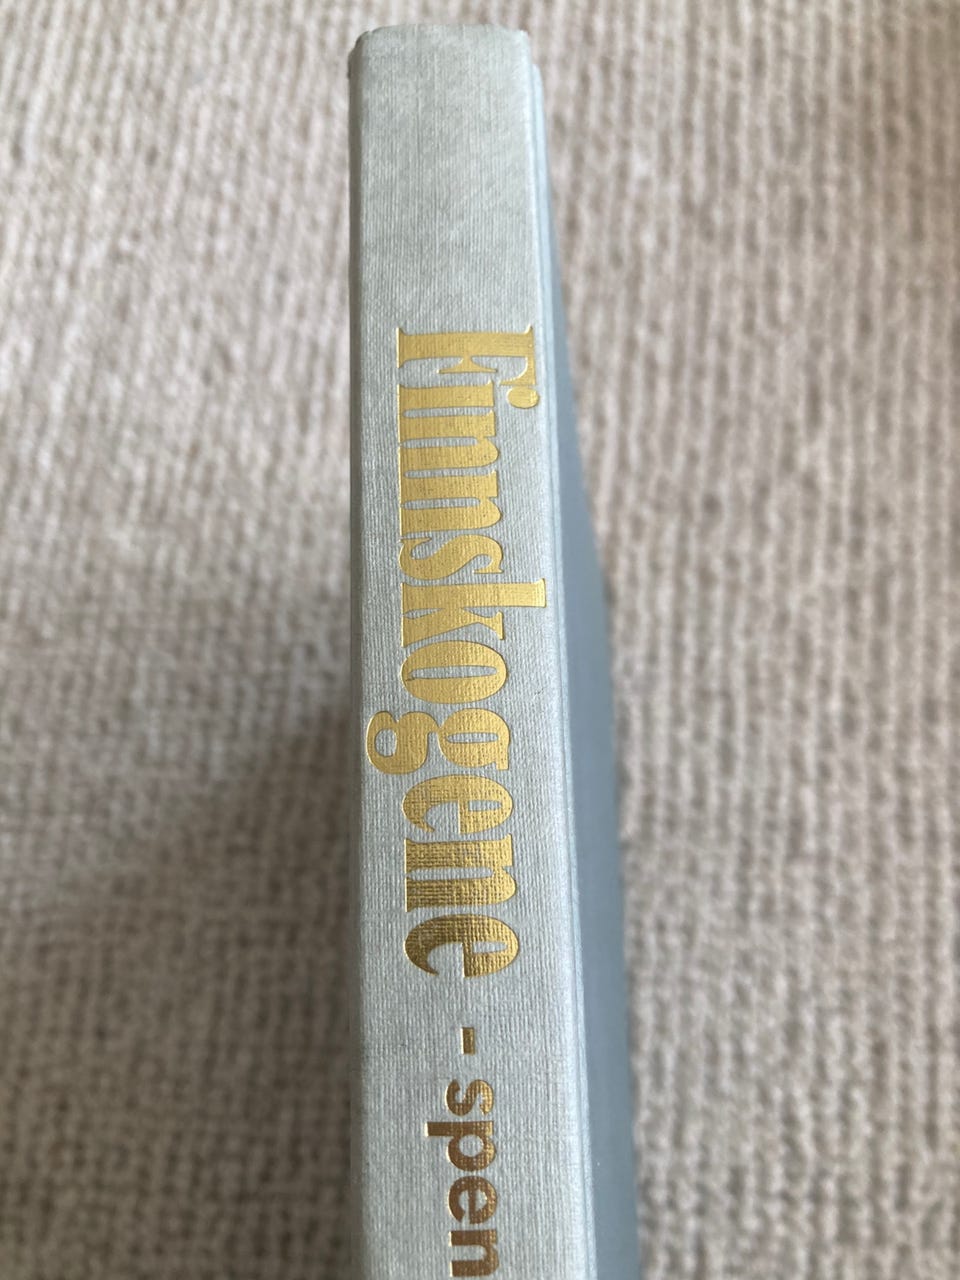 Finnskogene - spen